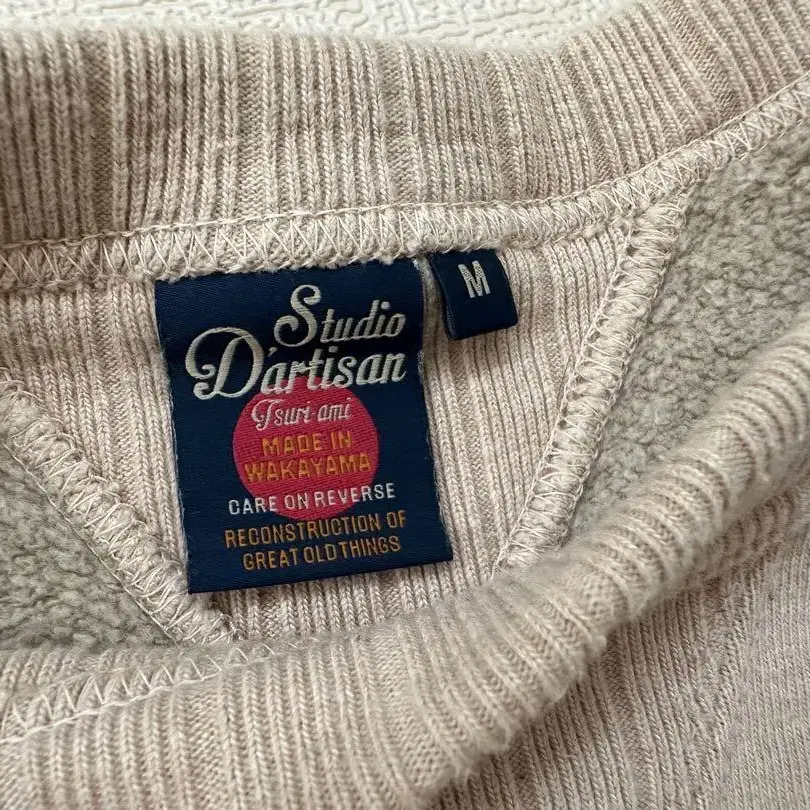 Studio
D'artisan
Tsuri-ami
MADE IN
WAKAYAMA
CARE ON REVERSE
RECONSTRUCTION OF
GREAT OLD THINGS
M